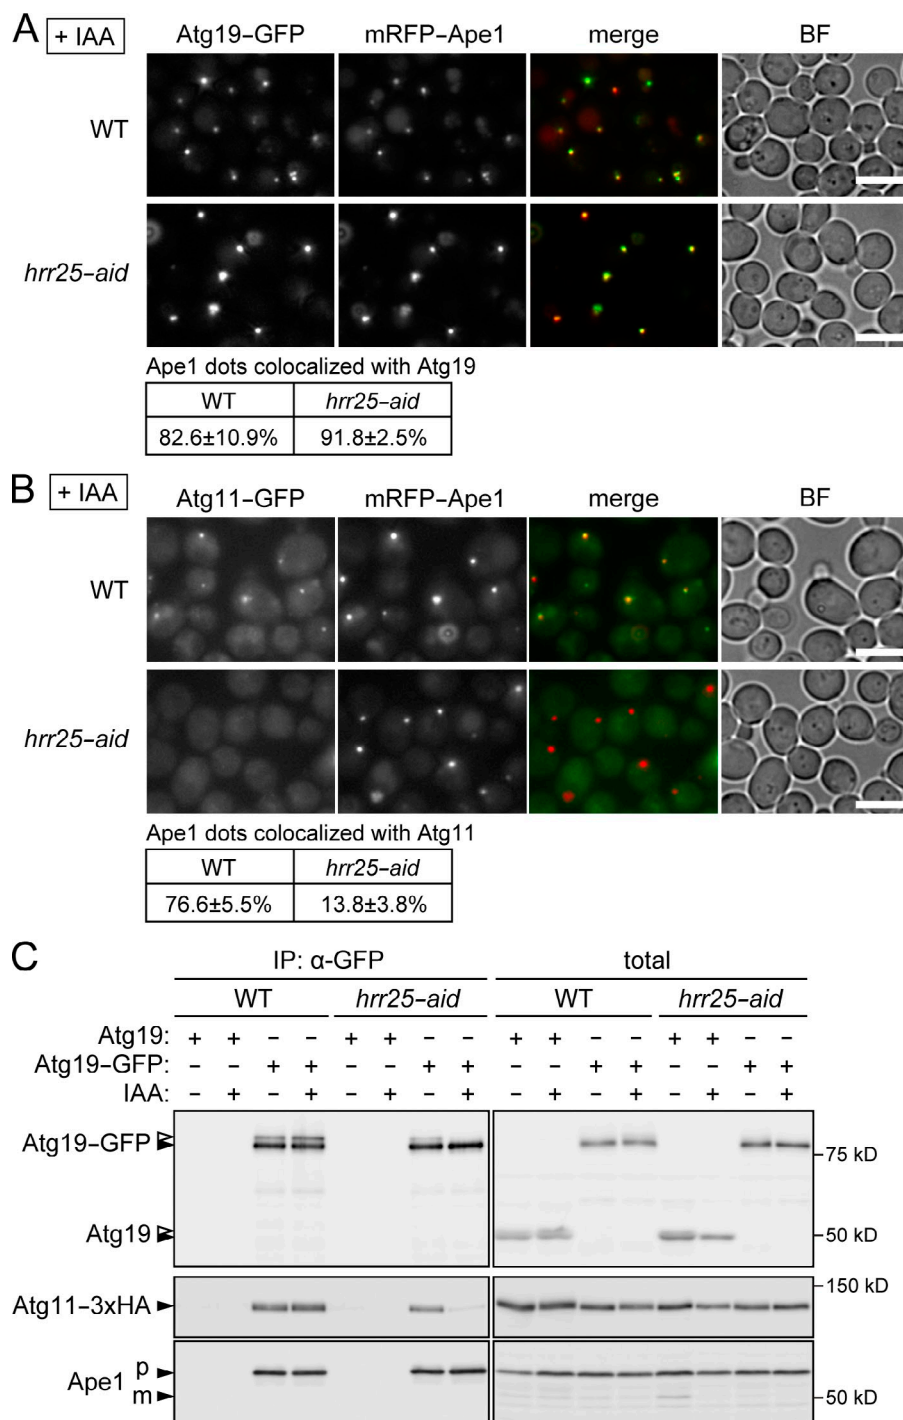 A + IAA Atg19–GFP mRFP–Ape1 merge BF
WT
hrr25–aid
Ape1 dots colocalized with Atg19
WT hrr25–aid
82.6±10.9% 91.8±2.5%
B + IAA Atg11–GFP mRFP–Ape1 merge BF
WT
hrr25–aid
Ape1 dots colocalized with Atg11
WT hrr25–aid
76.6±5.5% 13.8±3.8%
C IP: α-GFP total
WT hrr25–aid WT hrr25–aid
Atg19: + + – – + + – – + + – – + + – –
Atg19–GFP: – – + + – – + + – – + + – – + +
IAA: – + – + – + – + – + – + – + – +
Atg19–GFP
–75 kD
Atg19 –50 kD
–150 kD
Atg11–3xHA
Ape1 p
m –50 kD